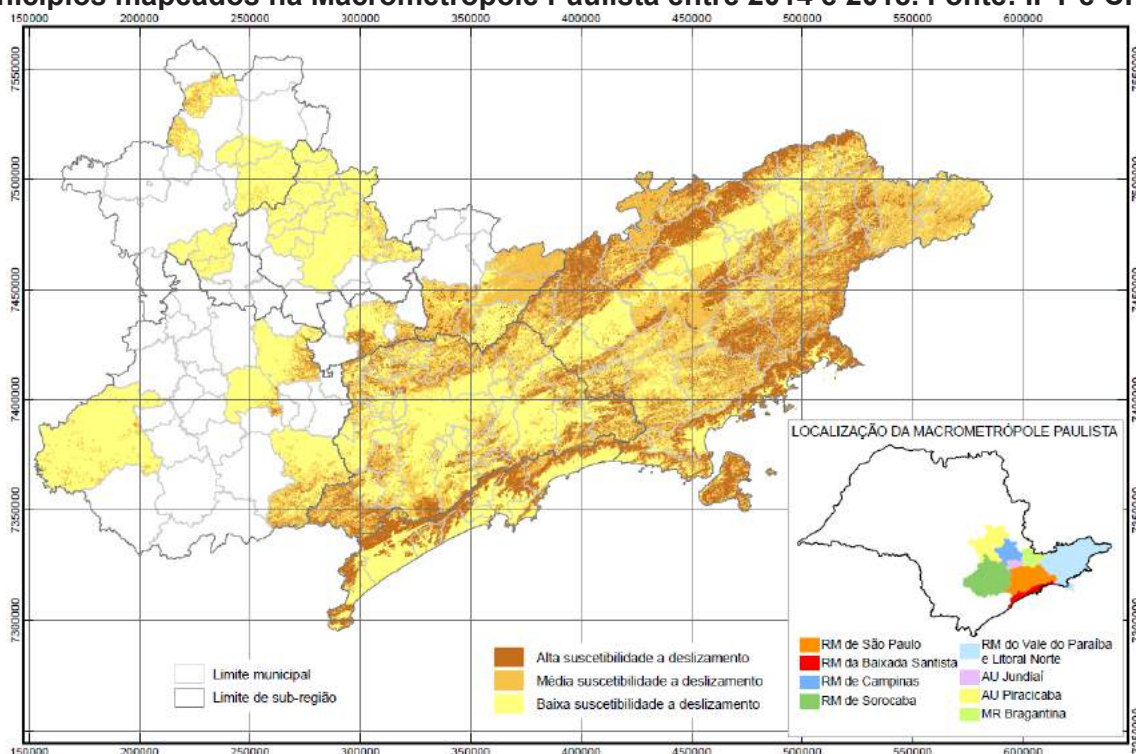 nicípios mapeados na Macrometrópole Paulista entre 2014 e 2018. Fonte: IPT e
150000 200000 250000 300000 350000 400000 450000 500000 550000 600000
7550000
7500000
7450000
7400000
7350000
7300000
LOCALIZAÇÃO DA MACROMETRÓPOLE PAULISTA
RM de São Paulo
RM da Baixada Santista
RM de Campinas
RM de Sorocaba
RM do Vale do Paraíba
e Litoral Norte
AU Jundiaí
AU Piracicaba
MR Bragantina
Limite municipal
Limite de sub-região
Alta suscetibilidade a deslizamento
Média suscetibilidade a deslizamento
Baixa suscetibilidade a deslizamento
150000 200000 250000 300000 350000 400000 450000 500000 550000 600000